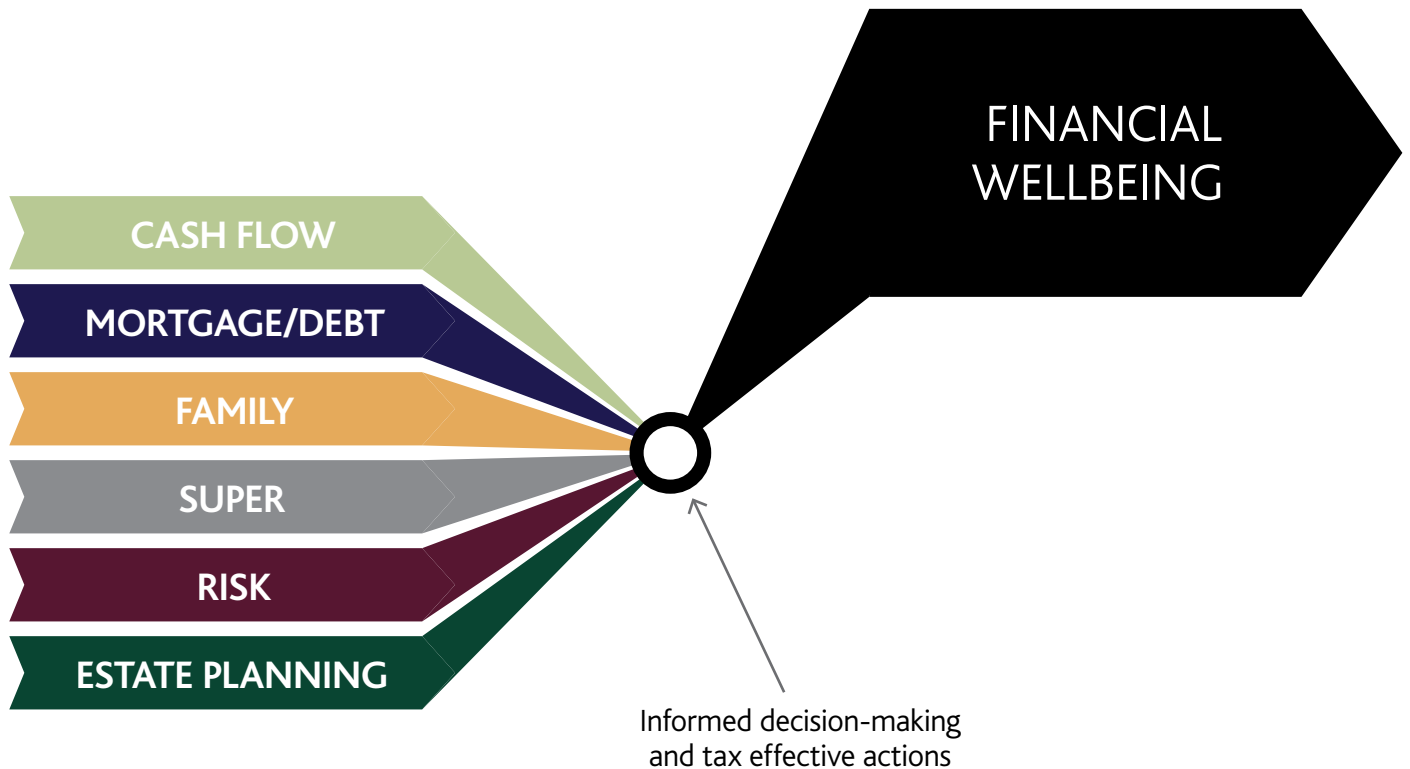 FINANCIAL
WELLBEING
CASH FLOW
MORTGAGE/DEBT
FAMILY
SUPER
RISK
ESTATE PLANNING
Informed decision-making
and tax effective actions